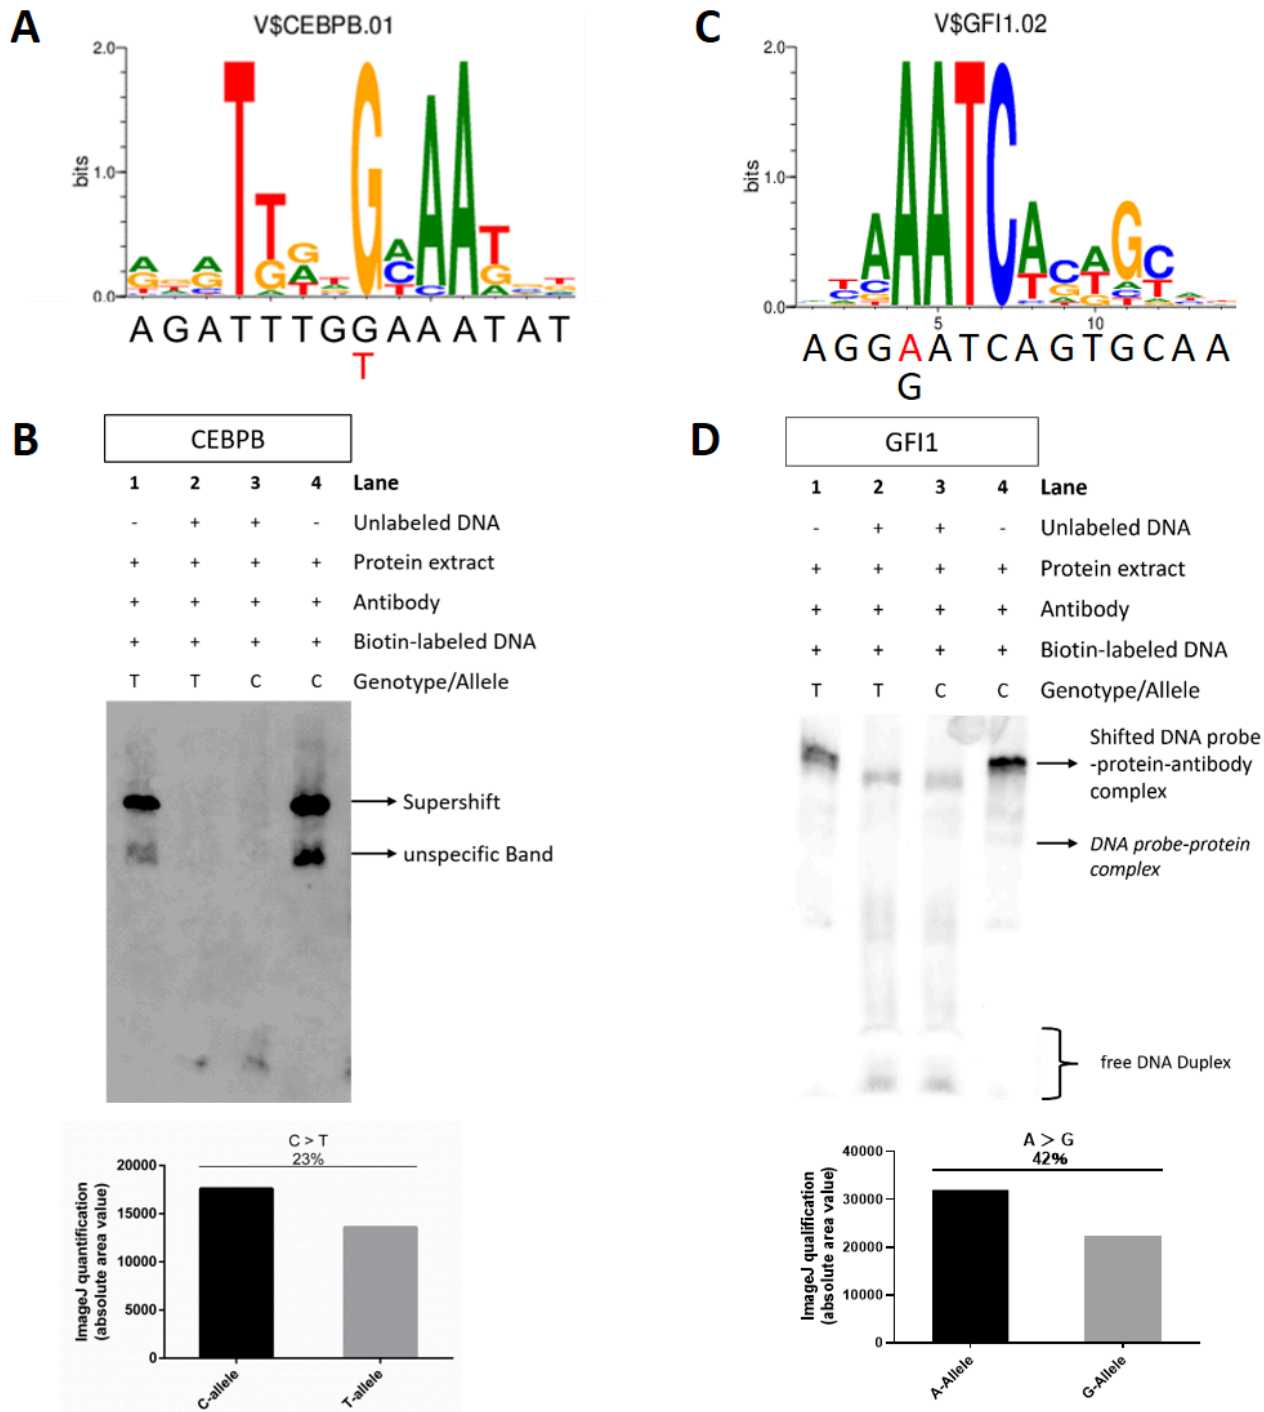 A
V$CEBPB.01
2.0
bits
1.0
0.0
AGATTTGGAAATAT
T
B
CEBPB
1 2 3 4 Lane
- + + - Unlabeled DNA
+ + + + Protein extract
+ + + + Antibody
+ + + + Biotin-labeled DNA
T T C C Genotype/Allele
Supershift
unspecific Band
C > T
23%
20000
15000
10000
5000
0
ImageJ quantification
(absolute area value)
C-allele
T-allele
C
V$GFI1.02
2.0
bits
1.0
0.0
5 10
AGGAATCAGTGCAA
G
D
GFI1
1 2 3 4 Lane
- + + - Unlabeled DNA
+ + + + Protein extract
+ + + + Antibody
+ + + + Biotin-labeled DNA
T T C C Genotype/Allele
Shifted DNA probe
-protein-antibody
complex
DNA probe-protein
complex
free DNA Duplex
A > G
42%
40000
30000
20000
10000
0
ImageJ qualification
(absolute area value)
A-Allele
G-Allele